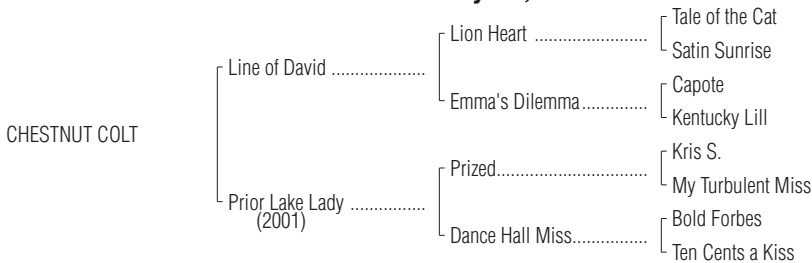 Tale of the Cat
Lion Heart .......................
Satin Sunrise
Line of David ....................
Capote
Emma's Dilemma..............
Kentucky Lill
CHESTNUT COLT
Kris S.
Prized................................
My Turbulent Miss
Prior Lake Lady ................
(2001)
Bold Forbes
Dance Hall Miss................
Ten Cents a Kiss